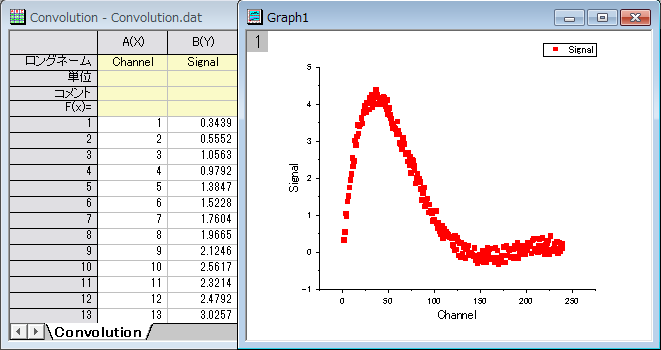 Convolution - Convolution.dat
A(X) B(Y)
ロングネーム Channel Signal
単位
コメント
F(x)=
1 1 0.3439
2 2 0.5552
3 3 1.0563
4 4 0.9792
5 5 1.3847
6 6 1.5228
7 7 1.7604
8 8 1.9665
9 9 2.1246
10 10 2.5617
11 11 2.3214
12 12 2.4792
13 13 3.0257
Convolution
Graph1
1
Signal
5
4
3
2
1
0
-1
Signal
0 50 100 150 200 250
Channel